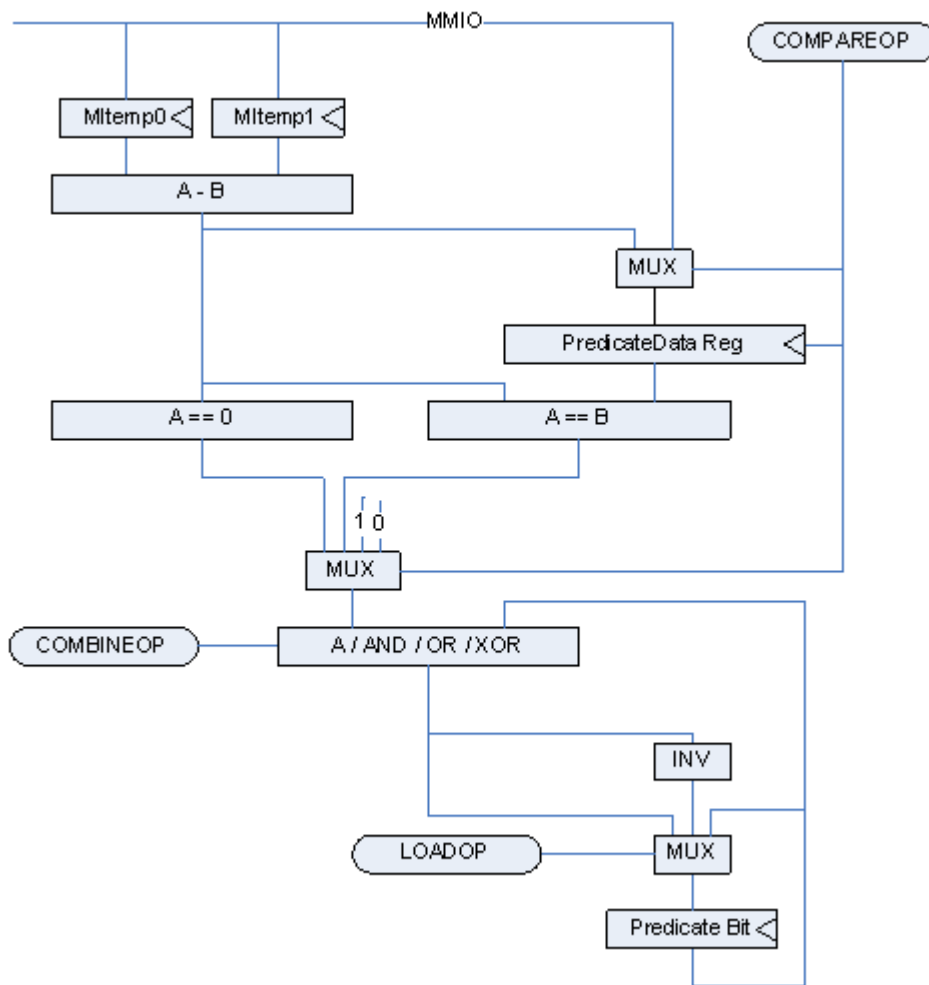 MMIO
COMPAREOP
MItemp0
MItemp1
A - B
MUX
PredicateData Reg
A == 0
A == B
1 0
MUX
COMBINEOP
A / AND / OR / XOR
INV
LOADOP
MUX
Predicate Bit